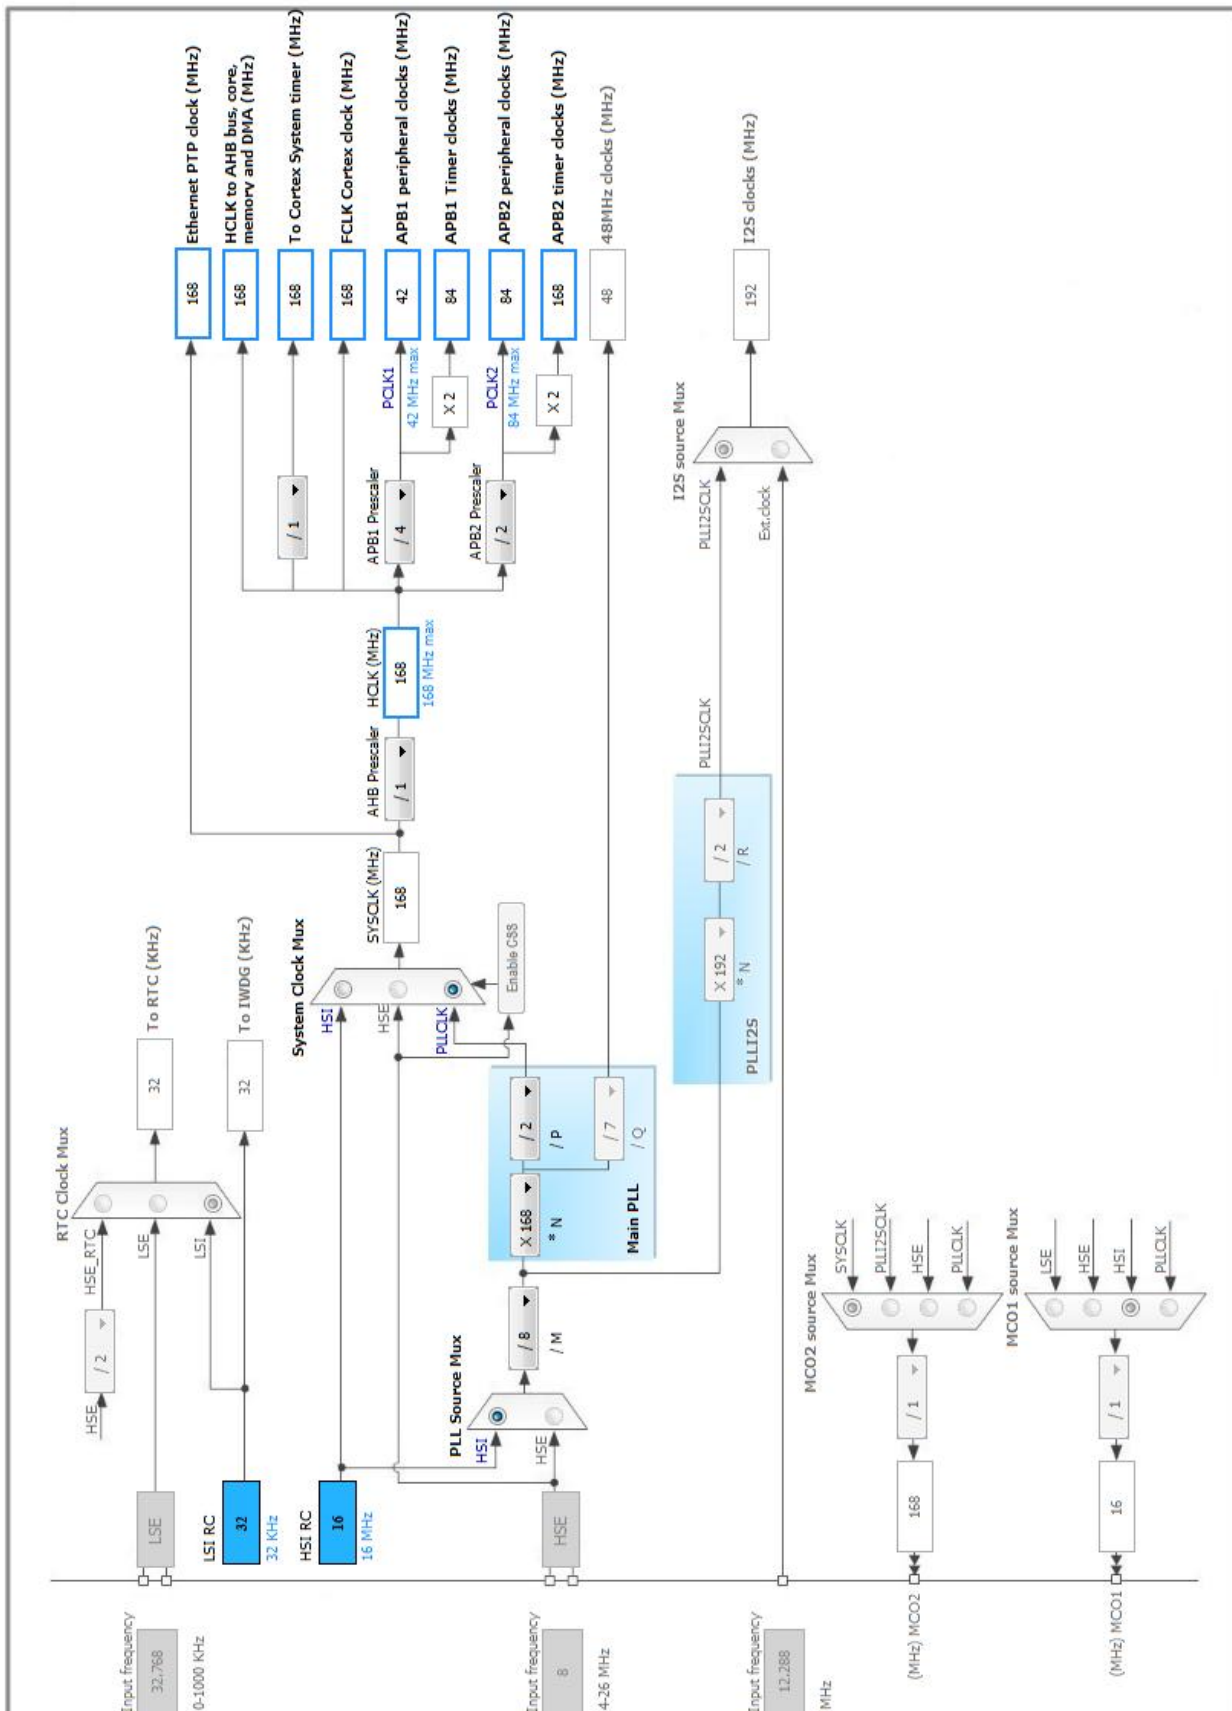 Input frequency
32.768
0-1000 KHz
LSE
HSE
/ 2
HSE_RTC
LSE
LSI
RTC Clock Mux
32
To RTC (KHz)
LSI RC
32
32 KHz
32
To IWDG (KHz)
HSI RC
16
16 MHz
System Clock Mux
HSI
HSE
PLLCLK
SYSCLK (MHz)
168
AHB Prescaler
/ 1
HCLK (MHz)
168
168 MHz max
168
Ethernet PTP clock (MHz)
168
HCLK to AHB bus, core,
memory and DMA (MHz)
/ 1
168
To Cortex System timer (MHz)
168
FCLK Cortex clock (MHz)
APB1 Prescaler
/ 4
PCLK1
42 MHz max
42
APB1 peripheral clocks (MHz)
X 2
84
APB1 Timer clocks (MHz)
APB2 Prescaler
/ 2
PCLK2
84 MHz max
84
APB2 peripheral clocks (MHz)
X 2
168
APB2 timer clocks (MHz)
48
48MHz clocks (MHz)
Enable CSS
Input frequency
8
4-26 MHz
HSE
PLL Source Mux
HSI
HSE
/ 8
/ M
X 168
* N
/ 2
/ P
/ 7
/ Q
Main PLL
PLLI2S
X 192
* N
/ 2
/ R
PLLI2SCLK
I2S source Mux
PLLI2SCLK
Ext.clock
192
I2S clocks (MHz)
Input frequency
12.288
MHz
MCO2 source Mux
SYSCLK
PLLI2SCLK
HSE
PLLCLK
/ 1
168
(MHz) MCO2
MCO1 source Mux
LSE
HSE
HSI
PLLCLK
/ 1
16
(MHz) MCO1